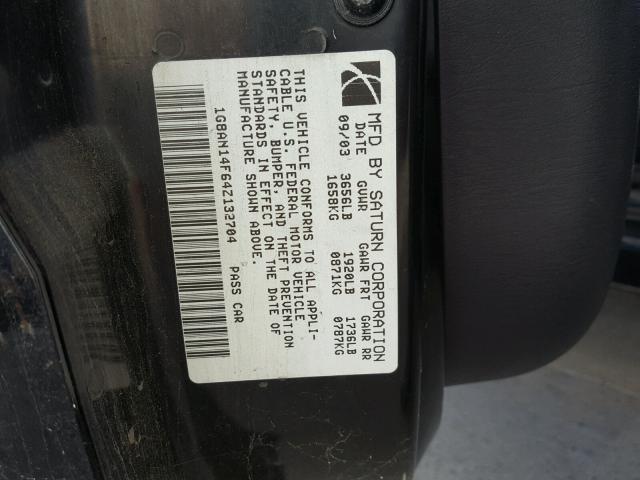 MFD BY SATURN CORPORATION
DATE GVWR GAWR FRT GAWR RR
09/03 3656LB 1920LB 1736LB
1658KG 0871KG 0787KG
THIS VEHICLE CONFORMS TO ALL APPLI-
CABLE U.S. FEDERAL MOTOR VEHICLE
SAFETY, BUMPER, AND THEFT PREVENTION
STANDARDS IN EFFECT ON THE DATE OF
MANUFACTURE SHOWN ABOVE.
1G8AN14F64Z132704 PASS CAR